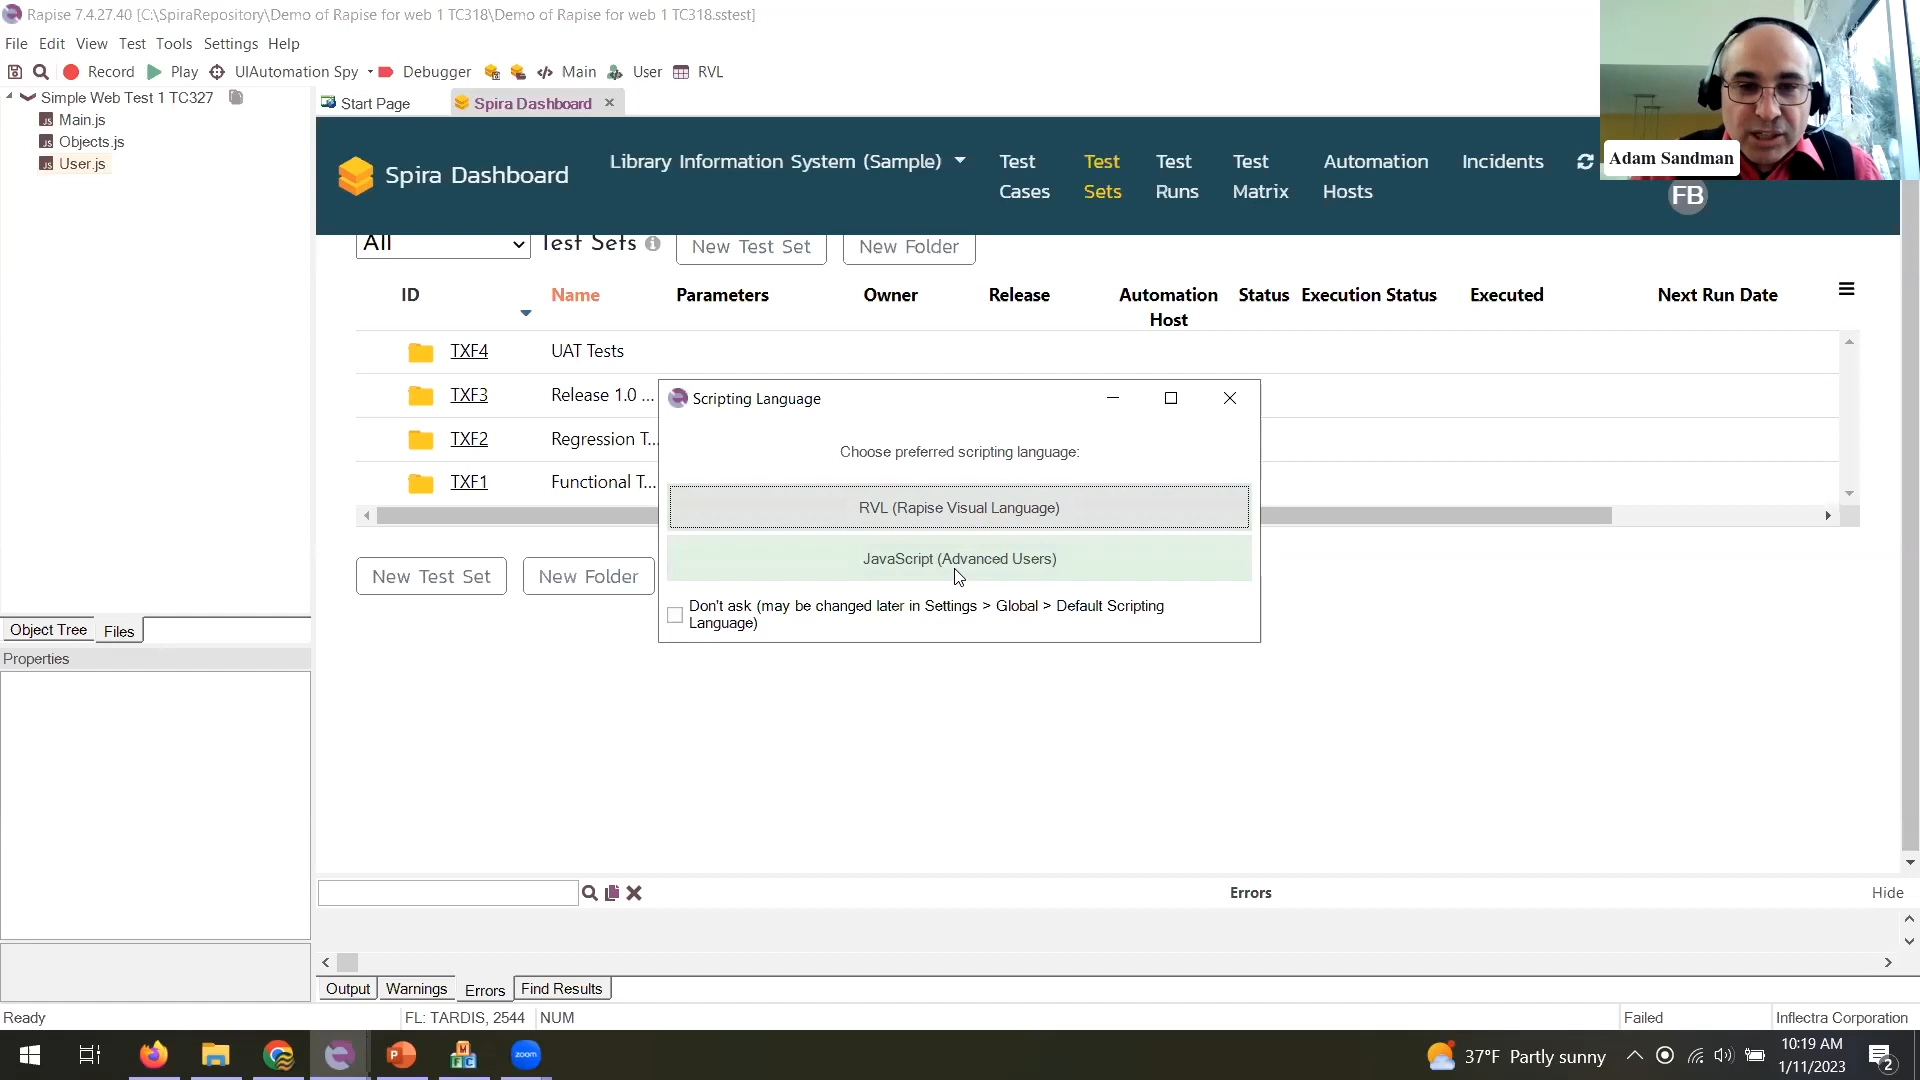 Rapise 7.4.27.40 [C:\SpiraRepository\Demo of Rapise for web 1 TC318\Demo of Rapise for web 1 TC318.sstest]
File Edit View Test Tools Settings Help
Record Play UIAutomation Spy Debugger Main User RVL
Simple Web Test 1 TC327
Main.js
Objects.js
User.js
Start Page Spira Dashboard
Spira Dashboard
Library Information System (Sample)
Test Cases
Test Sets
Test Runs
Test Matrix
Automation Hosts
Incidents
Adam Sandman
FB
All Test Sets New Test Set New Folder
ID Name Parameters Owner Release Automation Host Status Execution Status Executed Next Run Date
TXF4 UAT Tests
TXF3 Release 1.0 ...
TXF2 Regression T...
TXF1 Functional T...
Scripting Language
Choose preferred scripting language:
RVL (Rapise Visual Language)
JavaScript (Advanced Users)
Don't ask (may be changed later in Settings > Global > Default Scripting
Language)
New Test Set New Folder
Object Tree Files
Properties
Errors Hide
Output Warnings Errors Find Results
Ready FL: TARDIS, 2544 NUM Failed Inflectra Corporation
zoom
37°F Partly sunny
10:19 AM
1/11/2023
2